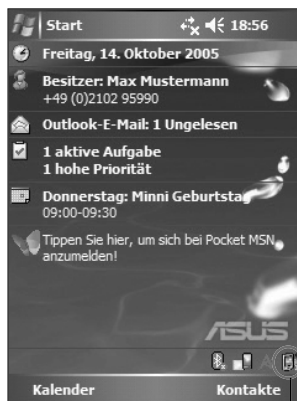 Start 18:56
Freitag, 14. Oktober 2005
Besitzer: Max Mustermann
+49 (0)2102 95990
Outlook-E-Mail: 1 Ungelesen
1 aktive Aufgabe
1 hohe Priorität
Donnerstag: Minni Geburtstag
09:00-09:30
Tippen Sie hier, um sich bei Pocket MSN
anzumelden!
ASUS
Kalender Kontakte